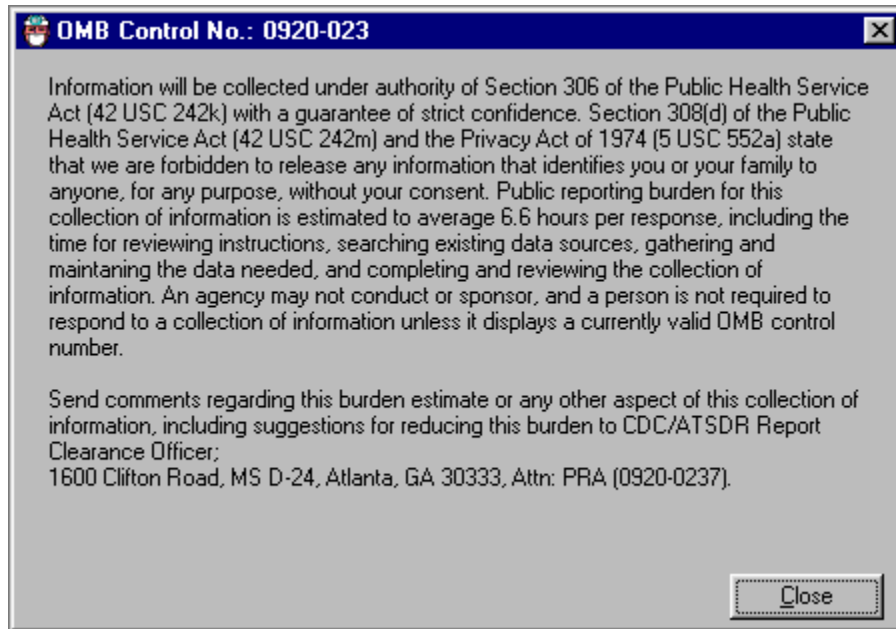 OMB Control No.: 0920-023
Information will be collected under authority of Section 306 of the Public Health Service
Act (42 USC 242k) with a guarantee of strict confidence. Section 308(d) of the Public
Health Service Act (42 USC 242m) and the Privacy Act of 1974 (5 USC 552a) state
that we are forbidden to release any information that identifies you or your family to
anyone, for any purpose, without your consent. Public reporting burden for this
collection of information is estimated to average 6.6 hours per response, including the
time for reviewing instructions, searching existing data sources, gathering and
maintaning the data needed, and completing and reviewing the collection of
information. An agency may not conduct or sponsor, and a person is not required to
respond to a collection of information unless it displays a currently valid OMB control
number.
Send comments regarding this burden estimate or any other aspect of this collection of
information, including suggestions for reducing this burden to CDC/ATSDR Report
Clearance Officer;
1600 Clifton Road, MS D-24, Atlanta, GA 30333, Attn: PRA (0920-0237).
Close